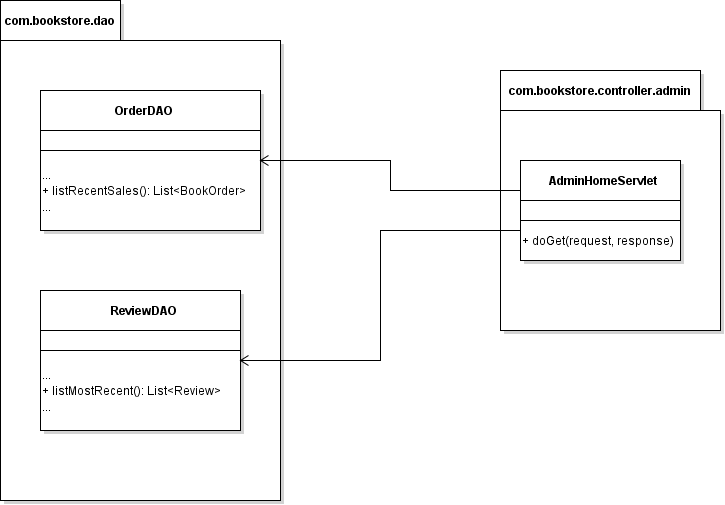 com.bookstore.dao
OrderDAO
...
+ listRecentSales(): List<BookOrder>
...
ReviewDAO
...
+ listMostRecent(): List<Review>
...
com.bookstore.controller.admin
AdminHomeServlet
+ doGet(request, response)